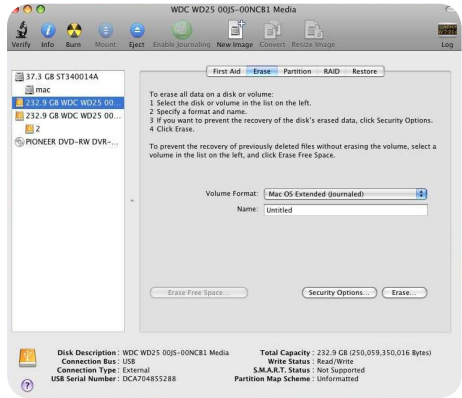 WDC WD25 00JS-00NCB1 Media
Verify Info Burn Mount Eject Enable Journaling New Image Convert Resize Image Log
37.3 GB ST340014A
mac
232.9 GB WDC WD25 00...
232.9 GB WDC WD25 00...
2
PIONEER DVD-RW DVR-...
First Aid Erase Partition RAID Restore
To erase all data on a disk or volume:
1 Select the disk or volume in the list on the left.
2 Specify a format and name.
3 If you want to prevent the recovery of the disk's erased data, click Security Options.
4 Click Erase.
To prevent the recovery of previously deleted files without erasing the volume, select a
volume in the list on the left, and click Erase Free Space.
Volume Format: Mac OS Extended (Journaled)
Name: Untitled
Erase Free Space... Security Options... Erase...
Disk Description : WDC WD25 00JS-00NCB1 Media
Connection Bus : USB
Connection Type : External
USB Serial Number : DCA704855288
Total Capacity : 232.9 GB (250,059,350,016 Bytes)
Write Status : Read/Write
S.M.A.R.T. Status : Not Supported
Partition Map Scheme : Unformatted
?